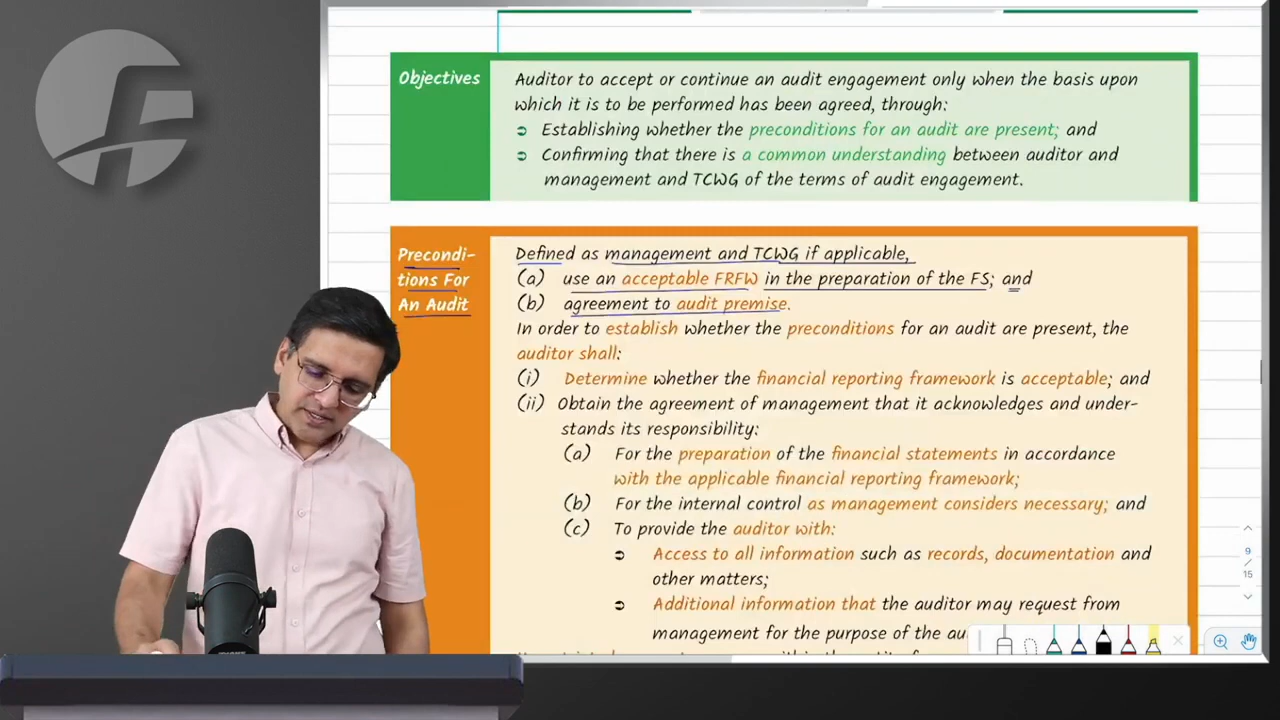 Objectives
Auditor to accept or continue an audit engagement only when the basis upon
which it is to be performed has been agreed, through:
➲ Establishing whether the preconditions for an audit are present; and
➲ Confirming that there is a common understanding between auditor and
management and TCWG of the terms of audit engagement.
Precondi-
tions For
An Audit
Defined as management and TCWG if applicable,
(a) use an acceptable FRFW in the preparation of the FS; and
(b) agreement to audit premise.
In order to establish whether the preconditions for an audit are present, the
auditor shall:
(i) Determine whether the financial reporting framework is acceptable; and
(ii) Obtain the agreement of management that it acknowledges and under-
stands its responsibility:
(a) For the preparation of the financial statements in accordance
with the applicable financial reporting framework;
(b) For the internal control as management considers necessary; and
(c) To provide the auditor with:
➲ Access to all information such as records, documentation and
other matters;
➲ Additional information that the auditor may request from
management for the purpose of the au
9
/
15